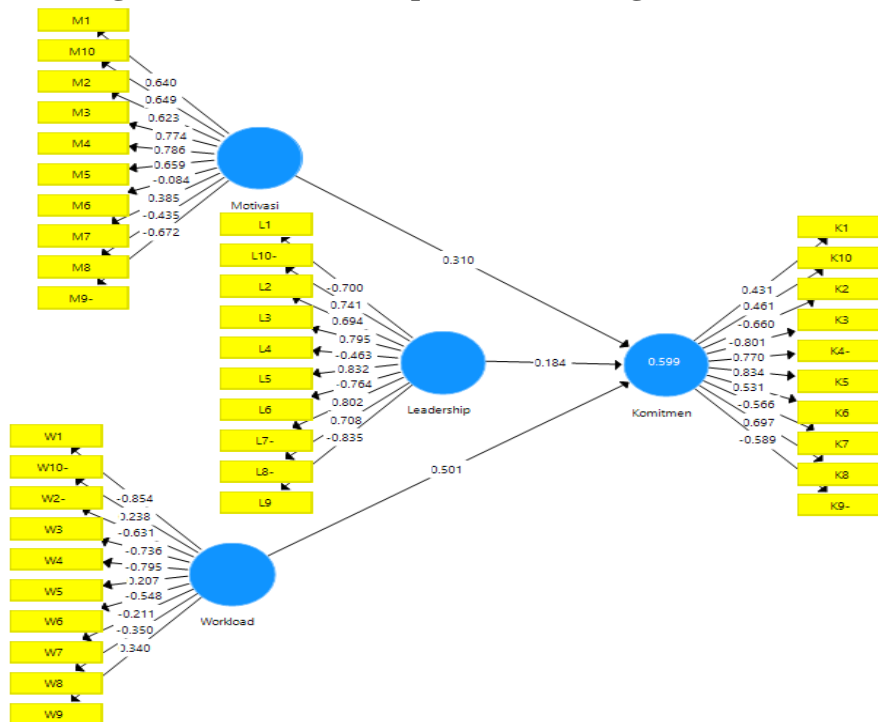 M1
M10
M2
M3
M4
M5
M6
M7
M8
M9-
0.640
0.649
0.623
0.774
0.786
0.659
-0.084
0.385
-0.435
-0.672
Motivasi
L1
L10-
L2
L3
L4
L5
L6
L7-
L8-
L9
-0.700
0.741
0.694
0.795
-0.463
0.832
-0.764
0.802
0.708
-0.835
Leadership
W1
W10-
W2-
W3
W4
W5
W6
W7
W8
W9
-0.854
0.238
-0.631
-0.736
-0.795
0.207
-0.548
-0.211
-0.350
0.340
Workload
0.310
0.184
0.501
0.599
Komitmen
0.431
0.461
-0.660
-0.801
0.770
0.834
0.531
-0.566
0.697
-0.589
K1
K10
K2
K3
K4-
K5
K6
K7
K8
K9-